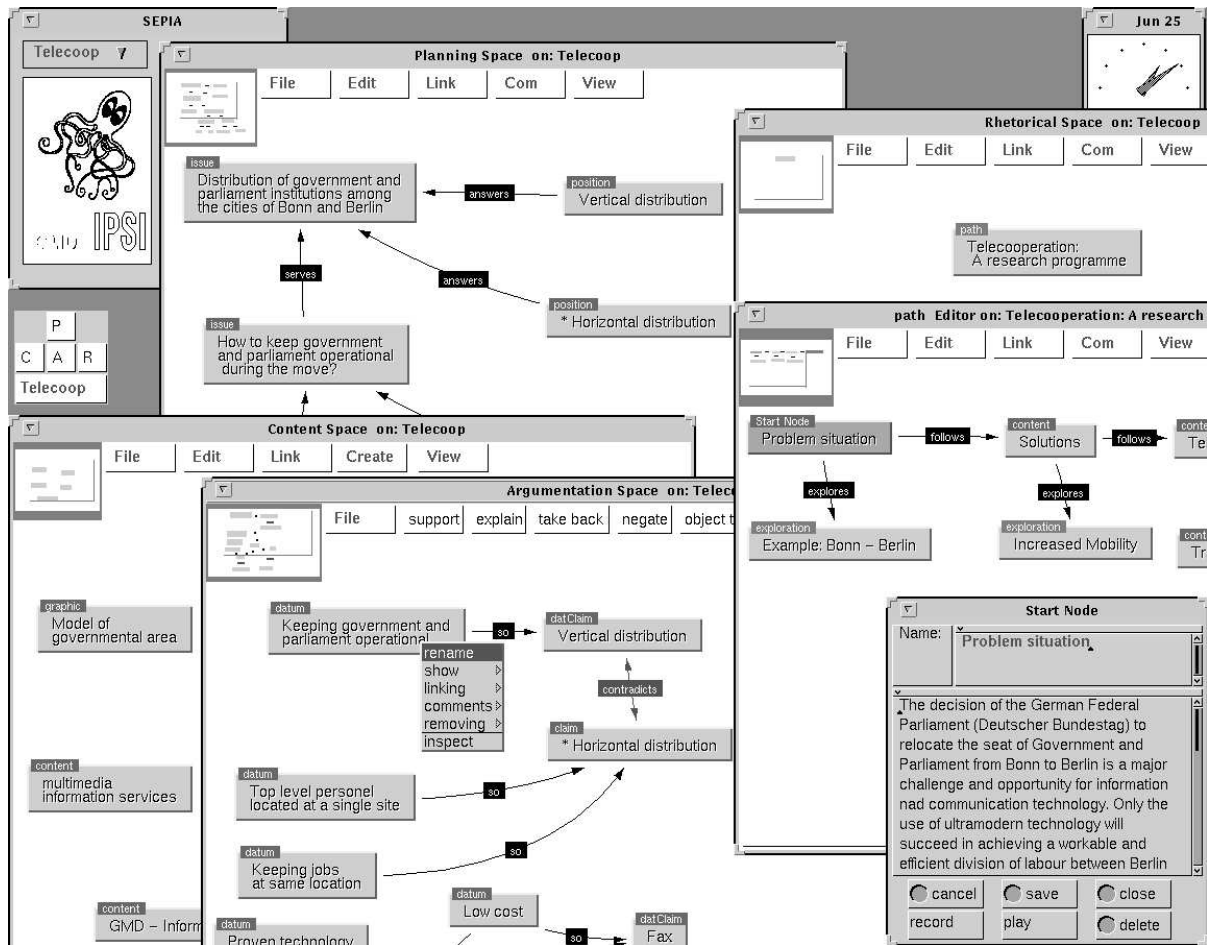 SEPIA
Telecoop
GMD IPSI
P
C A R
Telecoop
Planning Space on: Telecoop
File Edit Link Com View
issue
Distribution of government and
parliament institutions among
the cities of Bonn and Berlin
answers
position
Vertical distribution
serves
answers
position
* Horizontal distribution
issue
How to keep government
and parliament operational
during the move?
Jun 25
Rhetorical Space on: Telecoop
File Edit Link Com View
path
Telecooperation:
A research programme
path Editor on: Telecooperation: A research
File Edit Link Com View
Start Node
Problem situation
follows
content
Solutions
follows
conte
Te
explores
explores
exploration
Example: Bonn – Berlin
exploration
Increased Mobility
cont
Tr
Content Space on: Telecoop
File Edit Link Create View
graphic
Model of
governmental area
content
multimedia
information services
content
GMD – Inform
Argumentation Space on: Teleco
File support explain take back negate object t
datum
Keeping government and
parliament operational
so
datClaim
Vertical distribution
rename
show
linking
comments
removing
inspect
contradicts
claim
* Horizontal distribution
datum
Top level personel
located at a single site
so
datum
Keeping jobs
at same location
so
datum
Low cost
so
datClaim
Fax
datum
Proven technology
Start Node
Name:
Problem situation
The decision of the German Federal
Parliament (Deutscher Bundestag) to
relocate the seat of Government and
Parliament from Bonn to Berlin is a major
challenge and opportunity for information
nad communication technology. Only the
use of ultramodern technology will
succeed in achieving a workable and
efficient division of labour between Berlin
cancel save close
record play delete